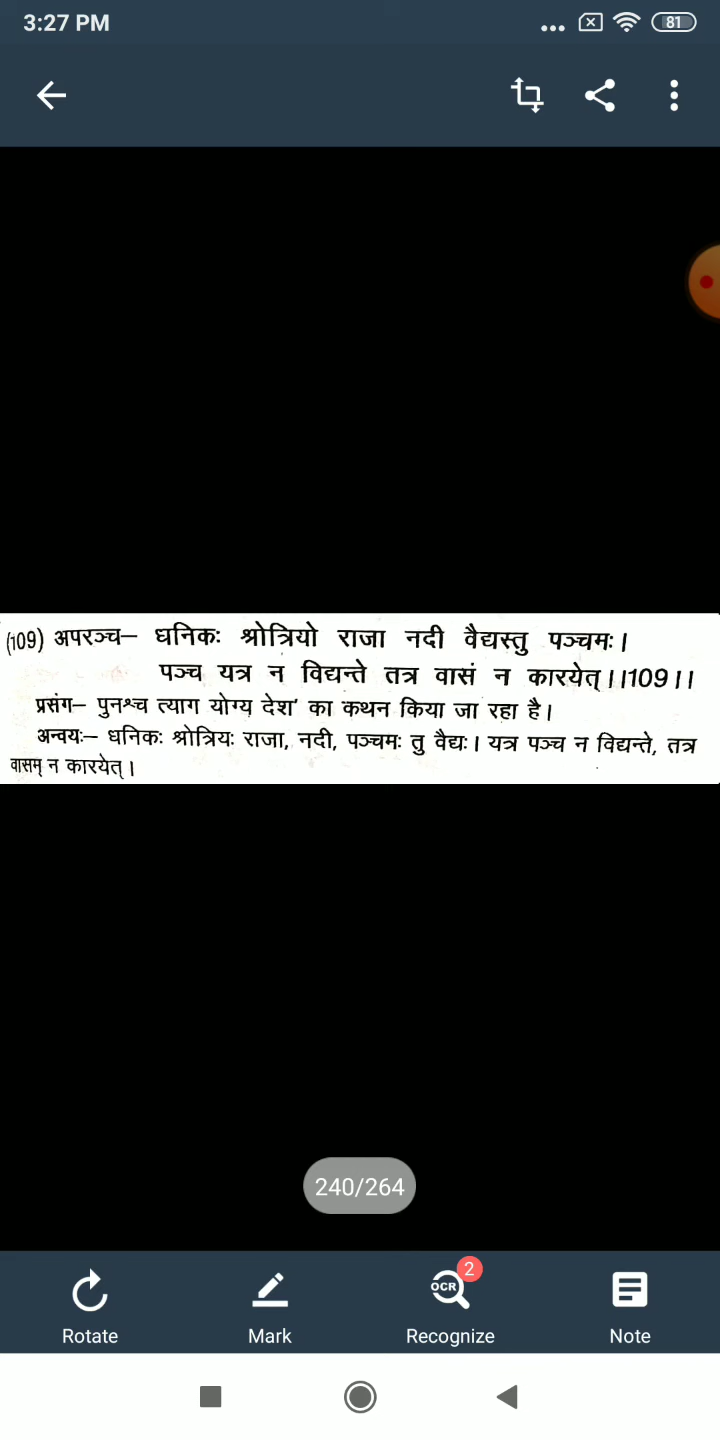 3:27 PM
81
(109) अपरञ्च– धनिकः श्रोत्रियो राजा नदी वैद्यस्तु पञ्चमः।
पञ्च यत्र न विद्यन्ते तत्र वासं न कारयेत्।।109।।
प्रसंग– पुनश्च त्याग योग्य देश' का कथन किया जा रहा है।
अन्वयः– धनिकः श्रोत्रियः राजा, नदी, पञ्चमः तु वैद्यः। यत्र पञ्च न विद्यन्ते, तत्र
वासम् न कारयेत्।
240/264
OCR 2
Rotate Mark Recognize Note